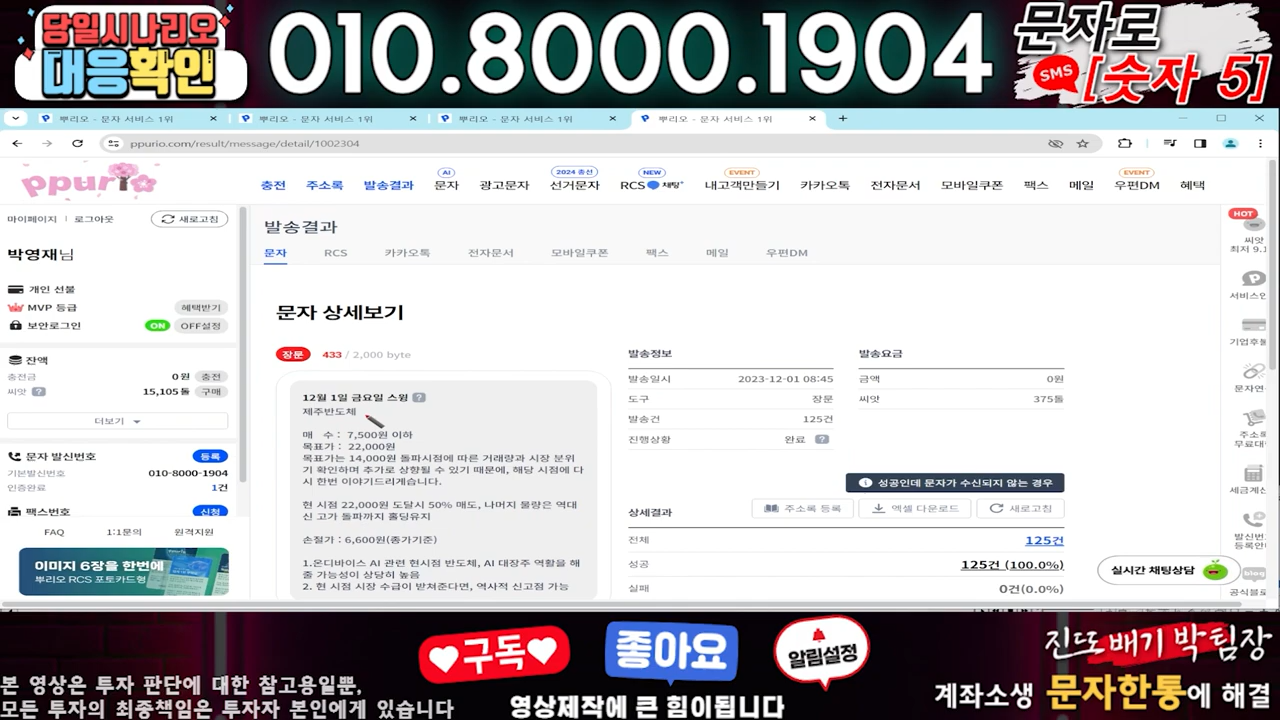 당일시나리오
대응확인
010.8000.1904
문자로
SMS
[숫자 5]
뿌리오 - 문자 서비스 1위
뿌리오 - 문자 서비스 1위
뿌리오 - 문자 서비스 1위
뿌리오 - 문자 서비스 1위
ppurio.com/result/message/detail/1002304
ppurio
AI
2024 총선
NEW
EVENT
EVENT
충전 주소록 발송결과 문자 광고문자 선거문자 RCS 채팅+ 내고객만들기 카카오톡 전자문서 모바일쿠폰 팩스 메일 우편DM 혜택
마이페이지 로그아웃 새로고침
박영재님
개인 선불
MVP 등급 혜택받기
보안로그인 ON OFF설정
잔액
충전금 0원 충전
씨앗 ? 15,105톨 구매
더보기
문자 발신번호 등록
기본발신번호 010-8000-1904
인증완료 1건
팩스번호 신청
FAQ 1:1문의 원격지원
이미지 6장을 한번에
뿌리오 RCS 포토카드형
발송결과
문자 RCS 카카오톡 전자문서 모바일쿠폰 팩스 메일 우편DM
문자 상세보기
장문 433 / 2,000 byte
12월 1일 금요일 스윙 ?
제주반도체
매 수 : 7,500원 이하
목표가 : 22,000원
목표가는 14,000원 돌파시점에 따른 거래량과 시장 분위
기 확인하며 추가로 상향될 수 있기 때문에, 해당 시점에 다
시 한번 이야기드리게습니다.
현 시점 22,000원 도달시 50% 매도, 나머지 물량은 역대
신 고가 돌파까지 홀딩유지
손절가 : 6,600원(종가기준)
1.온디바이스 AI 관련 현시점 반도체, AI 대장주 역할을 해
줄 가능성이 상당히 높음
2. 현 시점 시장 수급이 받쳐준다면, 역사적 신고점 가능
발송정보
발송일시 2023-12-01 08:45
도구 장문
발송건 125건
진행상황 완료 ?
발송요금
금액 0원
씨앗 375톨
성공인데 문자가 수신되지 않는 경우
상세결과 주소록 등록 엑셀 다운로드 새로고침
전체 125건
성공 125건 (100.0%)
실패 0건(0.0%)
HOT
씨앗
최저 9.
서비스인
기업후불
문자연
주소록
무료대
세금계산
발신번호
등록안
blog
공식블로
실시간 채팅상담
구독
좋아요
알림설정
진또배기 박팀장
본 영상은 투자 판단에 대한 참고용일뿐,
모든 투자의 최종책임은 투자자 본인에게 있습니다
영상제작에 큰 힘이됩니다
계좌소생 문자한통에 해결